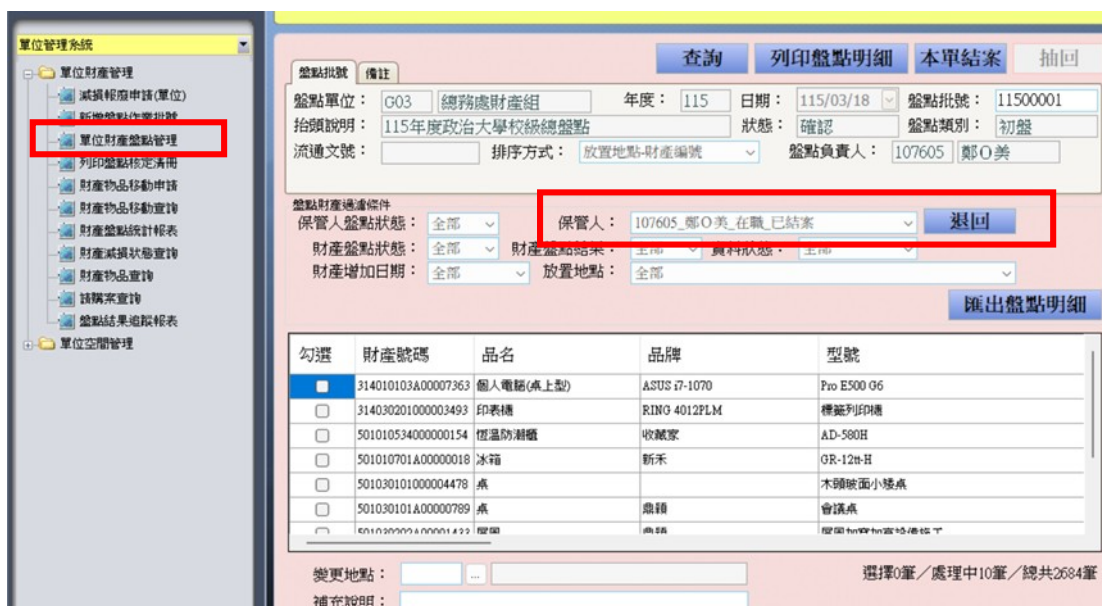 單位管理系統
單位財產管理
減損報廢申請(單位)
新增盤點作業批號
單位財產盤點管理
列印盤點核定清冊
財產物品移動申請
財產物品移動查詢
財產盤點統計報表
財產減損狀態查詢
財產物品查詢
請購案查詢
盤點結果追蹤報表
單位空間管理
查詢 列印盤點明細 本單結案 抽回
盤點批號 備註
盤點單位： G03 總務處財產組 年度： 115 日期： 115/03/18 盤點批號： 11500001
抬頭說明： 115年度政治大學校級總盤點 狀態： 確認 盤點類別： 初盤
流通文號： 排序方式： 放置地點-財產編號 盤點負責人： 107605 鄭O美
盤點財產過濾條件
保管人盤點狀態： 全部 保管人： 107605_鄭O美_在職_已結案 退回
財產盤點狀態： 全部 財產盤點結果： 全部 資料狀態： 全部
財產增加日期： 全部 放置地點： 全部
匯出盤點明細
勾選 財產號碼 品名 品牌 型號
314010103A00007363 個人電腦(桌上型) ASUS i7-1070 Pro E500 G6
314030201000003493 印表機 RING 4012PLM 標籤列印機
501010534000000154 恆溫防潮櫃 收藏家 AD-580H
501010701A00000018 冰箱 新禾 GR-12tt-H
501030101000004478 桌 木頭玻面小矮桌
501030101A00000789 桌 鼎穎 會議桌
501030202A00001433 屏風 鼎穎
變更地點： ... 選擇0筆／處理中10筆／總共2684筆
補充說明：